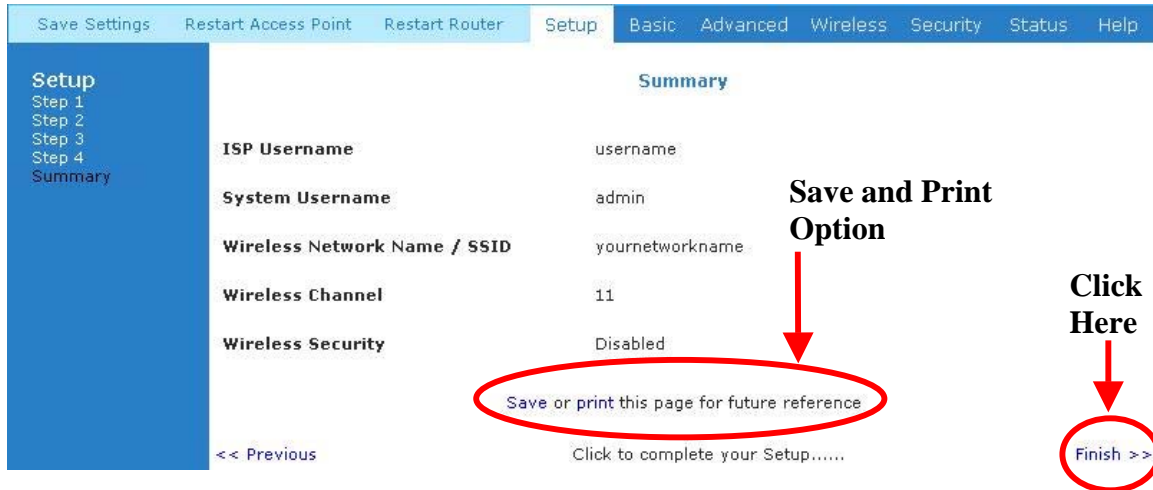 Save Settings Restart Access Point Restart Router Setup Basic Advanced Wireless Security Status Help
Setup
Step 1
Step 2
Step 3
Step 4
Summary
Summary
ISP Username username
System Username admin
Wireless Network Name / SSID yournetworkname
Wireless Channel 11
Wireless Security Disabled
Save and Print
Option
Click
Here
Save or print this page for future reference
<< Previous Click to complete your Setup...... Finish >>